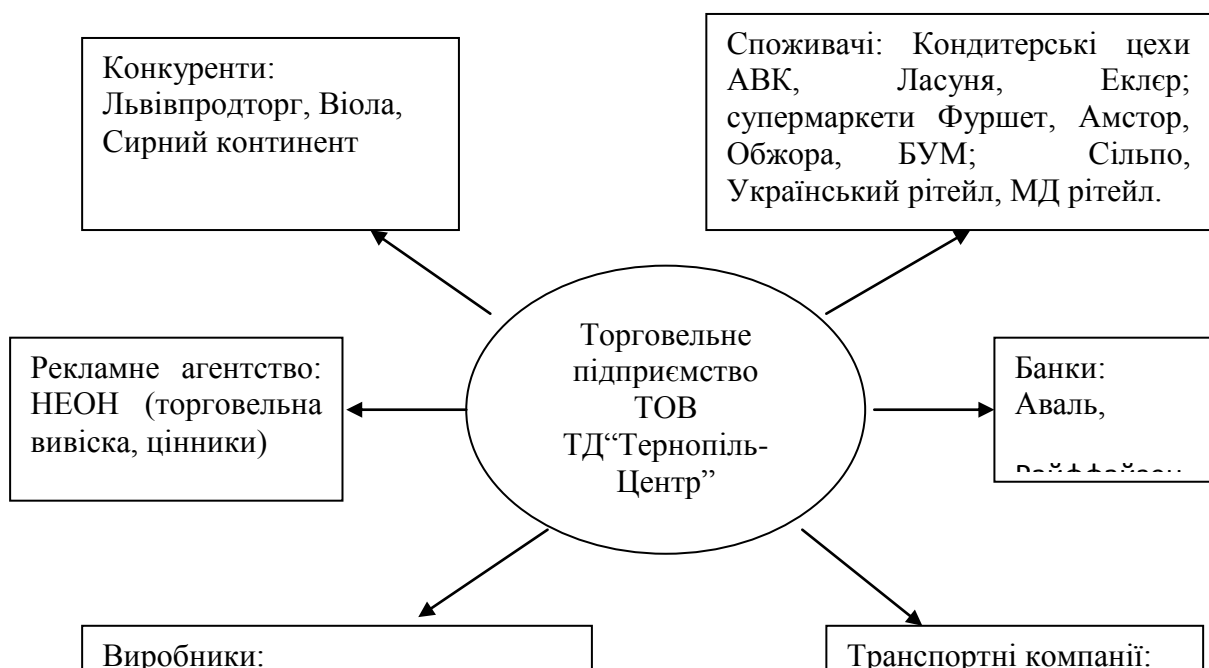 Конкуренти:
Львівпродторг, Віола,
Сирний континент
Споживачі: Кондитерські цехи
АВК, Ласуня, Еклєр;
супермаркети Фуршет, Амстор,
Обжора, БУМ; Сільпо,
Український рітейл, МД рітейл.
Рекламне агентство:
НЕОН (торговельна
вивіска, цінники)
Торговельне
підприємство
ТОВ
ТД“Тернопіль-
Центр”
Банки:
Аваль,
Виробники:
Транспортні компанії: